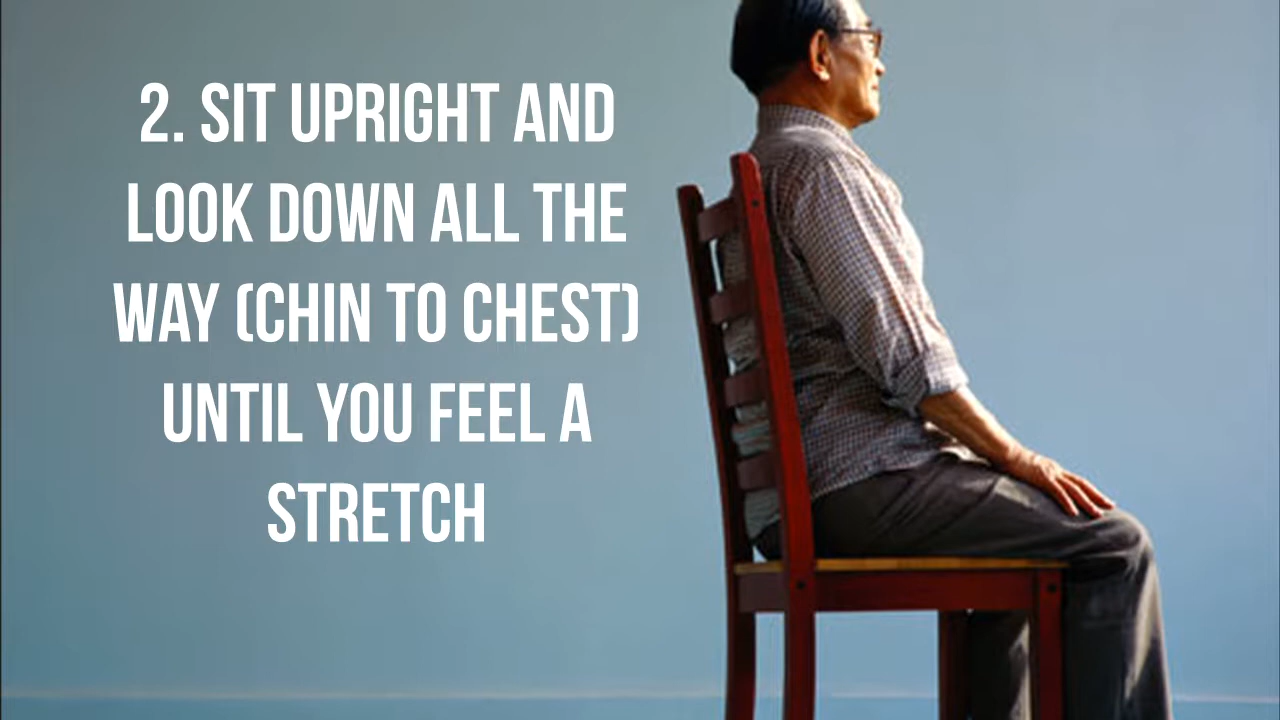 2. SIT UPRIGHT AND
LOOK DOWN ALL THE
WAY (CHIN TO CHEST)
UNTIL YOU FEEL A
STRETCH